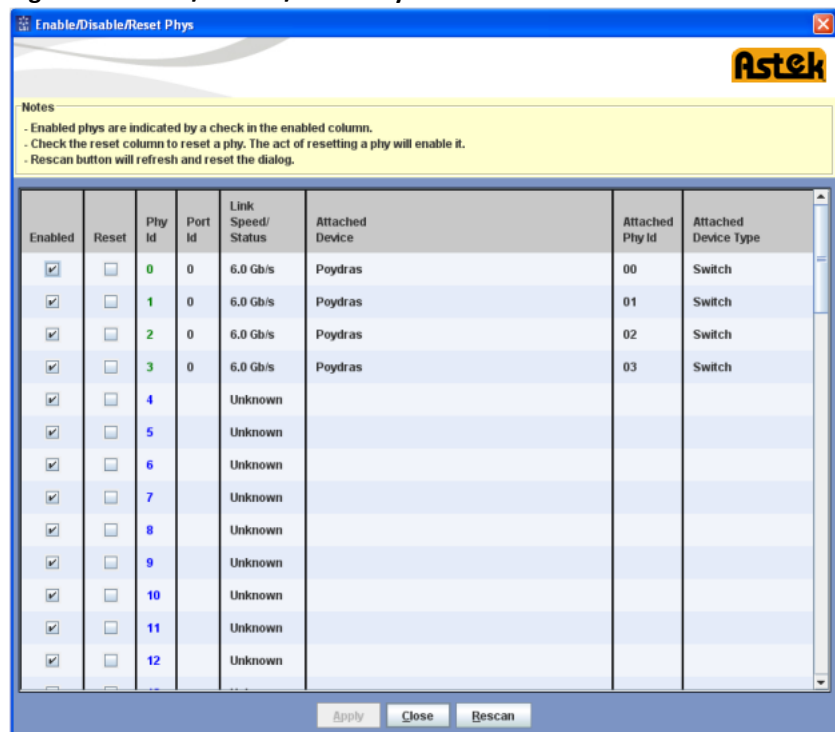 Enable/Disable/Reset Phys
Astek
Notes
- Enabled phys are indicated by a check in the enabled column.
- Check the reset column to reset a phy. The act of resetting a phy will enable it.
- Rescan button will refresh and reset the dialog.
Enabled Reset Phy Id Port Id Link Speed/ Status Attached Device Attached Phy Id Attached Device Type
0 0 6.0 Gb/s Poydras 00 Switch
1 0 6.0 Gb/s Poydras 01 Switch
2 0 6.0 Gb/s Poydras 02 Switch
3 0 6.0 Gb/s Poydras 03 Switch
4 Unknown
5 Unknown
6 Unknown
7 Unknown
8 Unknown
9 Unknown
10 Unknown
11 Unknown
12 Unknown
Apply Close Rescan